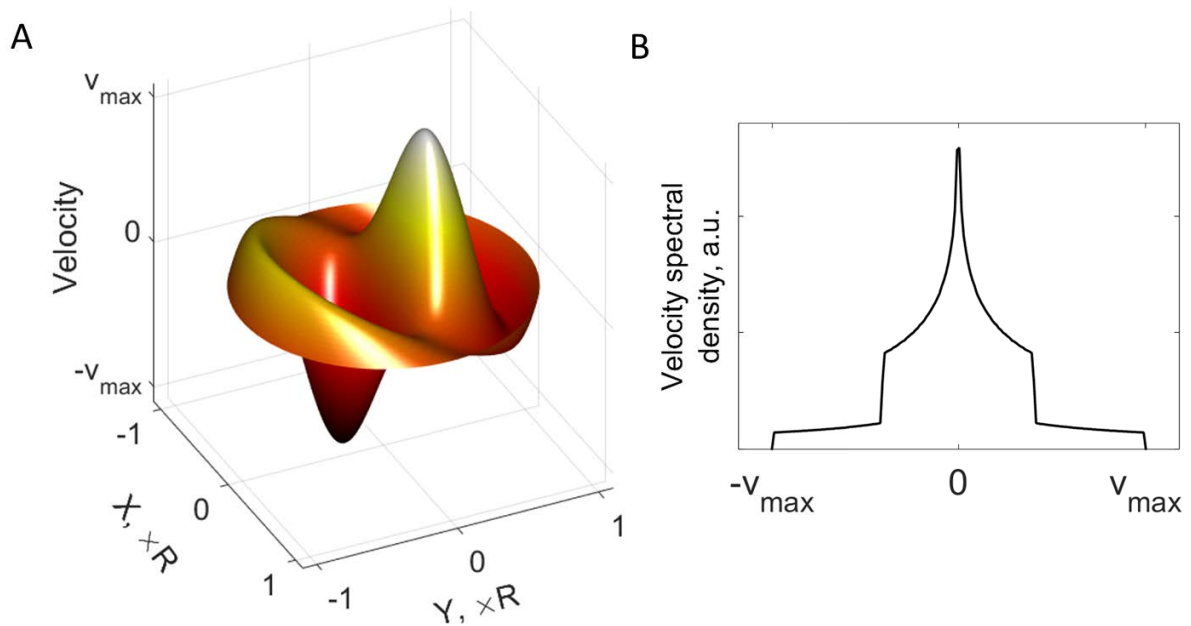 A
v max
0
-v max
Velocity
-1
0
1
X, ×R
-1
0
1
Y, ×R
B
Velocity spectral
density, a.u.
-v max
0
v max